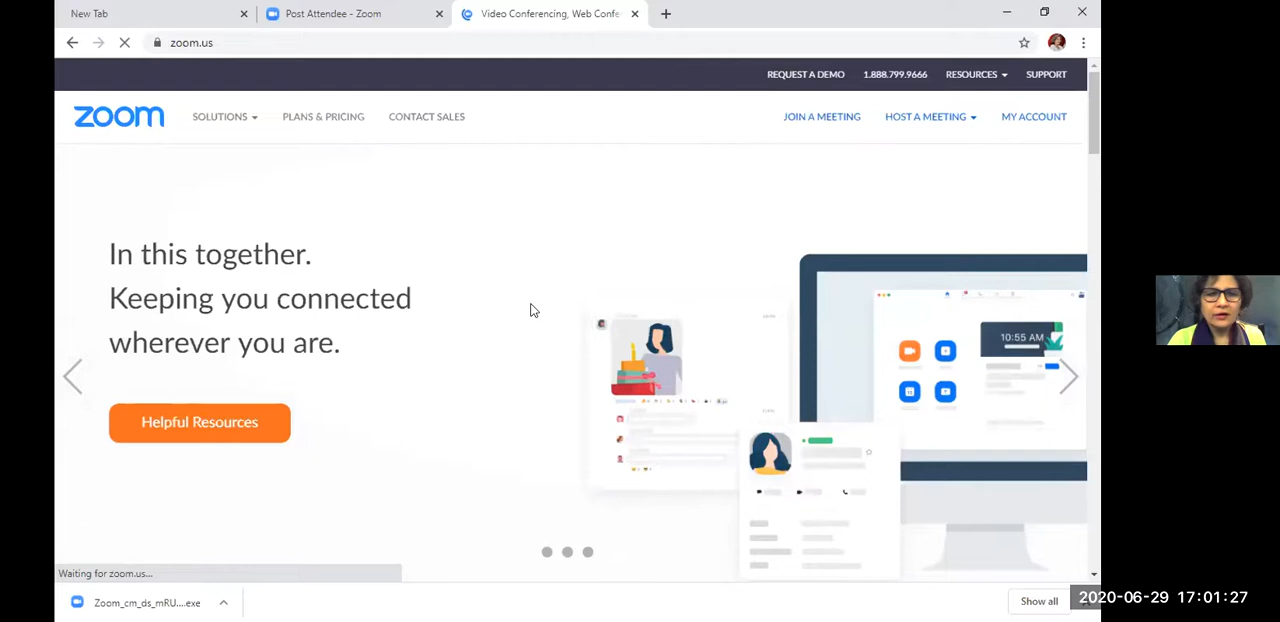 New Tab
Post Attendee - Zoom
Video Conferencing, Web Confe
zoom.us
REQUEST A DEMO 1.888.799.9666 RESOURCES SUPPORT
zoom SOLUTIONS PLANS & PRICING CONTACT SALES JOIN A MEETING HOST A MEETING MY ACCOUNT
In this together.
Keeping you connected
wherever you are.
10:55 AM
Helpful Resources
Waiting for zoom.us...
Zoom_cm_ds_mRU....exe
Show all
2020-06-29 17:01:27